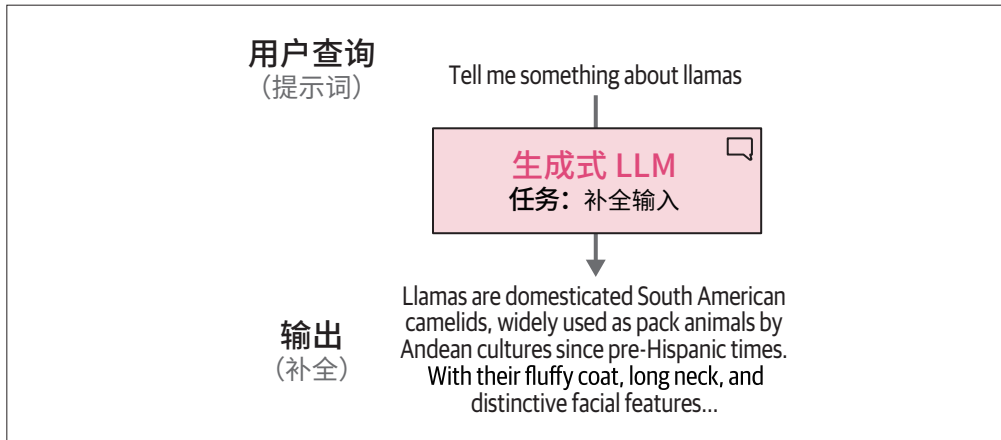 用户查询
（提示词）
Tell me something about llamas
生成式 LLM
任务：补全输入
输出
（补全）
Llamas are domesticated South American
camelids, widely used as pack animals by
Andean cultures since pre-Hispanic times.
With their fluffy coat, long neck, and
distinctive facial features...